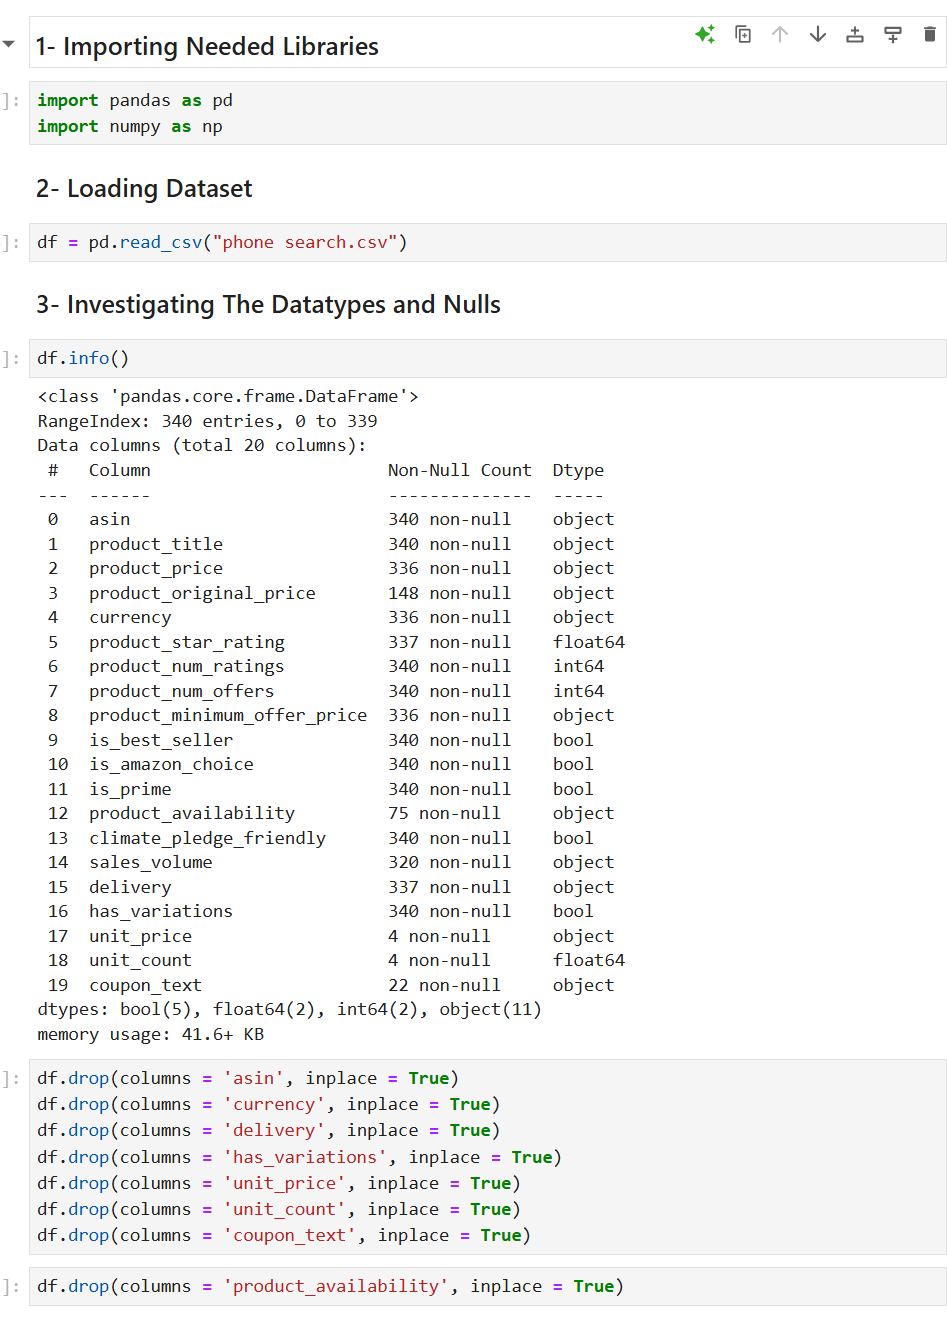 1- Importing Needed Libraries
]: import pandas as pd
import numpy as np
2- Loading Dataset
]: df = pd.read_csv("phone search.csv")
3- Investigating The Datatypes and Nulls
]: df.info()
<class 'pandas.core.frame.DataFrame'>
RangeIndex: 340 entries, 0 to 339
Data columns (total 20 columns):
 #   Column                       Non-Null Count  Dtype
---  ------                       --------------  -----
 0   asin                         340 non-null    object
 1   product_title                340 non-null    object
 2   product_price                336 non-null    object
 3   product_original_price       148 non-null    object
 4   currency                     336 non-null    object
 5   product_star_rating          337 non-null    float64
 6   product_num_ratings          340 non-null    int64
 7   product_num_offers           340 non-null    int64
 8   product_minimum_offer_price  336 non-null    object
 9   is_best_seller               340 non-null    bool
 10  is_amazon_choice             340 non-null    bool
 11  is_prime                     340 non-null    bool
 12  product_availability         75 non-null     object
 13  climate_pledge_friendly      340 non-null    bool
 14  sales_volume                 320 non-null    object
 15  delivery                     337 non-null    object
 16  has_variations               340 non-null    bool
 17  unit_price                   4 non-null      object
 18  unit_count                   4 non-null      float64
 19  coupon_text                  22 non-null     object
dtypes: bool(5), float64(2), int64(2), object(11)
memory usage: 41.6+ KB
]: df.drop(columns = 'asin', inplace = True)
df.drop(columns = 'currency', inplace = True)
df.drop(columns = 'delivery', inplace = True)
df.drop(columns = 'has_variations', inplace = True)
df.drop(columns = 'unit_price', inplace = True)
df.drop(columns = 'unit_count', inplace = True)
df.drop(columns = 'coupon_text', inplace = True)
]: df.drop(columns = 'product_availability', inplace = True)